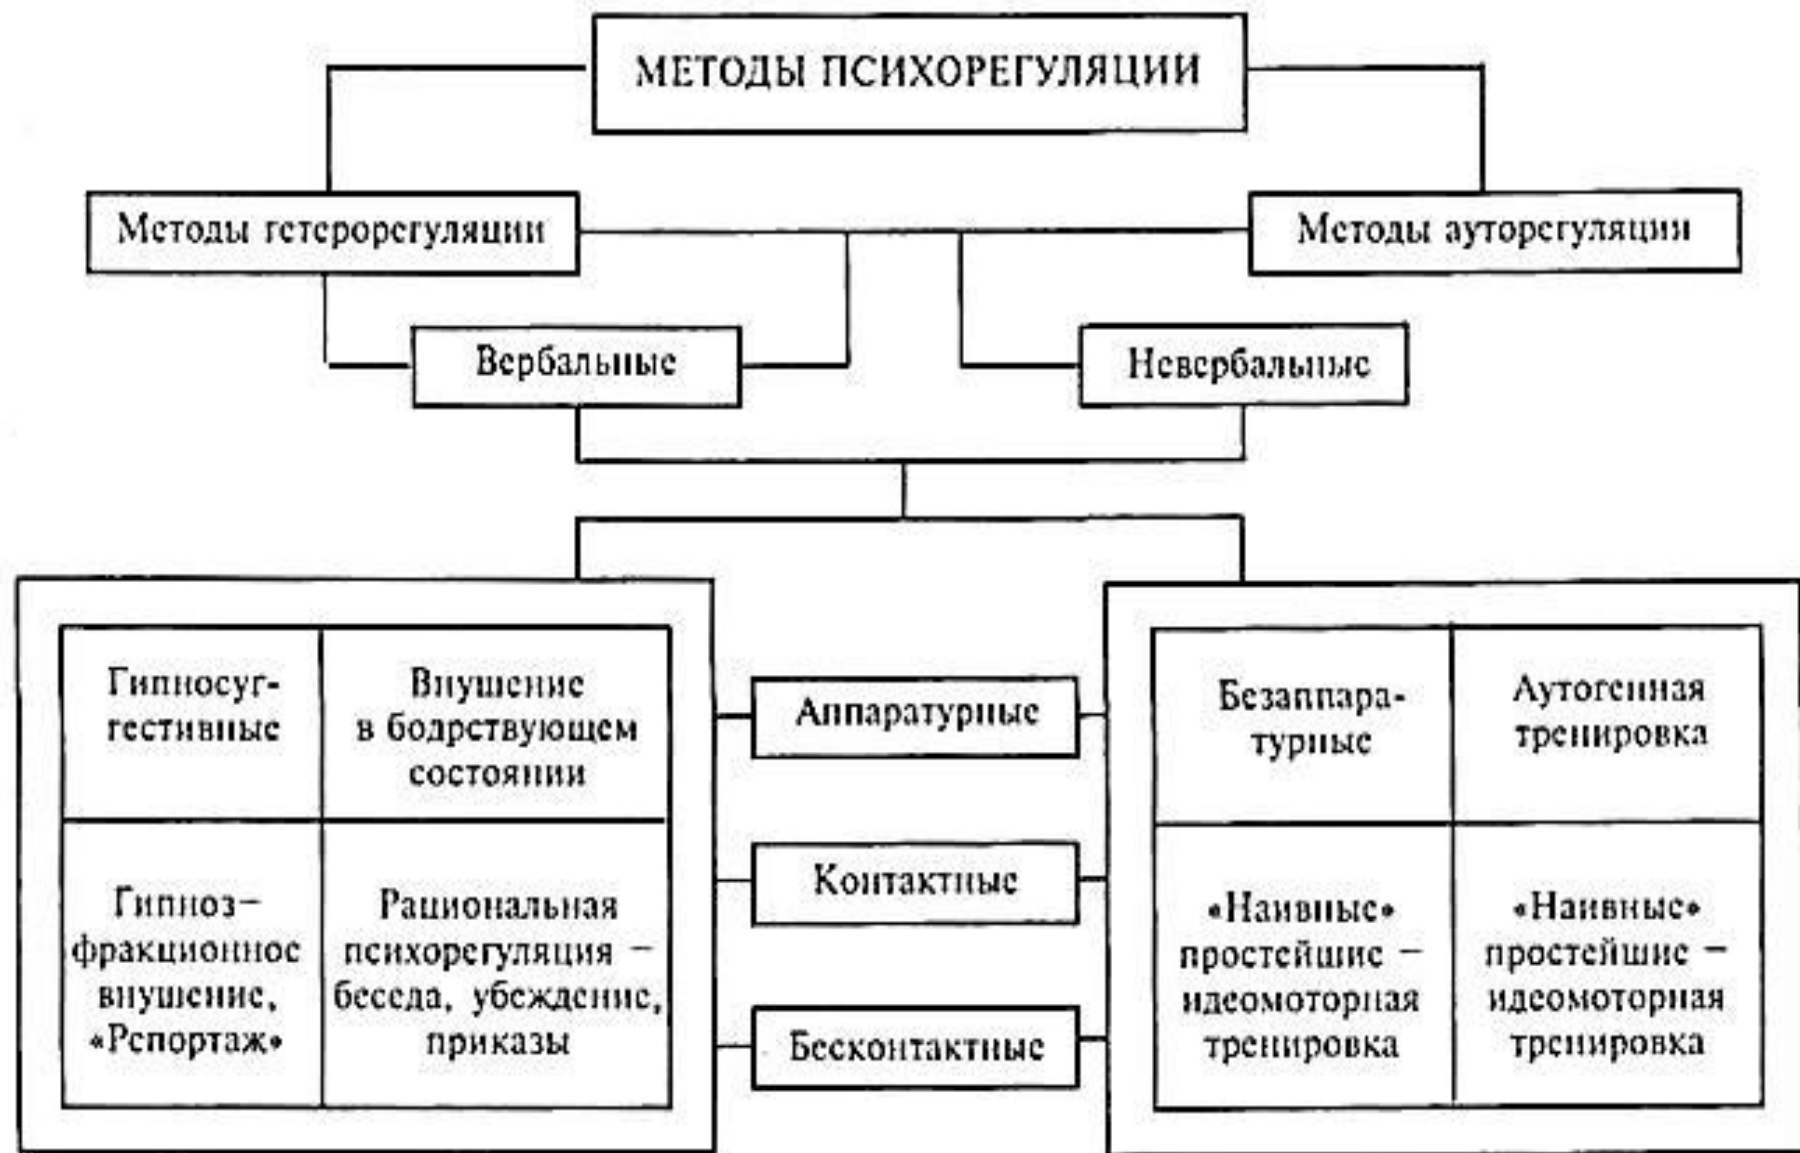 МЕТОДЫ ПСИХОРЕГУЛЯЦИИ
Методы гетерорегуляции
Методы ауторегуляции
Вербальные
Невербальные
Гипносуг-
гестивные
Внушение
в бодрствующем
состоянии
Гипноз–
фракционное
внушение,
«Репортаж»
Рациональная
психорегуляция –
беседа, убеждение,
приказы
Аппаратурные
Контактные
Бесконтактные
Безаппара-
турные
Аутогенная
тренировка
«Наивные»
простейшие –
идеомоторная
тренировка
«Наивные»
простейшие –
идеомоторная
тренировка